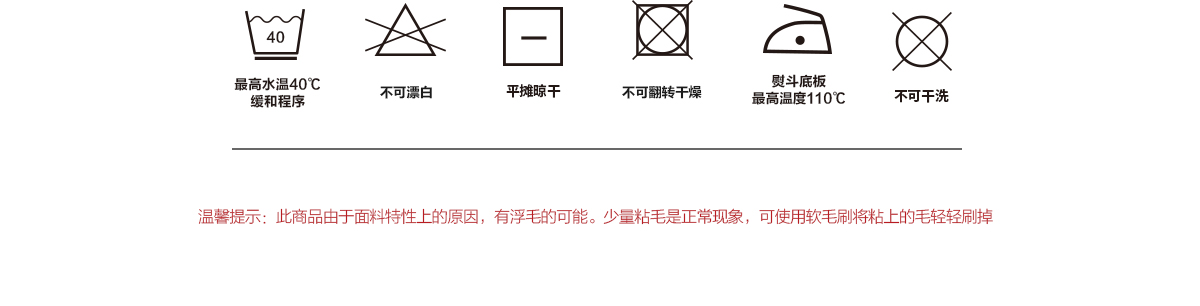 40
最高水温40℃
缓和程序
不可漂白
平摊晾干
不可翻转干燥
熨斗底板
最高温度110℃
不可干洗
温馨提示：此商品由于面料特性上的原因，有浮毛的可能。少量粘毛是正常现象，可使用软毛刷将粘上的毛轻轻刷掉